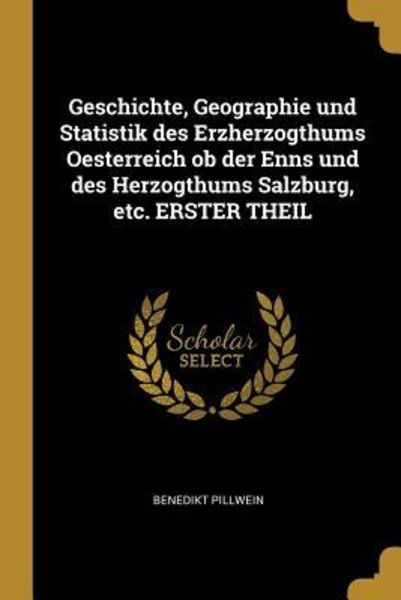 Geschichte, Geographie und
Statistik des Erzherzogthums
Oesterreich ob der Enns und
des Herzogthums Salzburg,
etc. ERSTER THEIL
Scholar
SELECT
BENEDIKT PILLWEIN